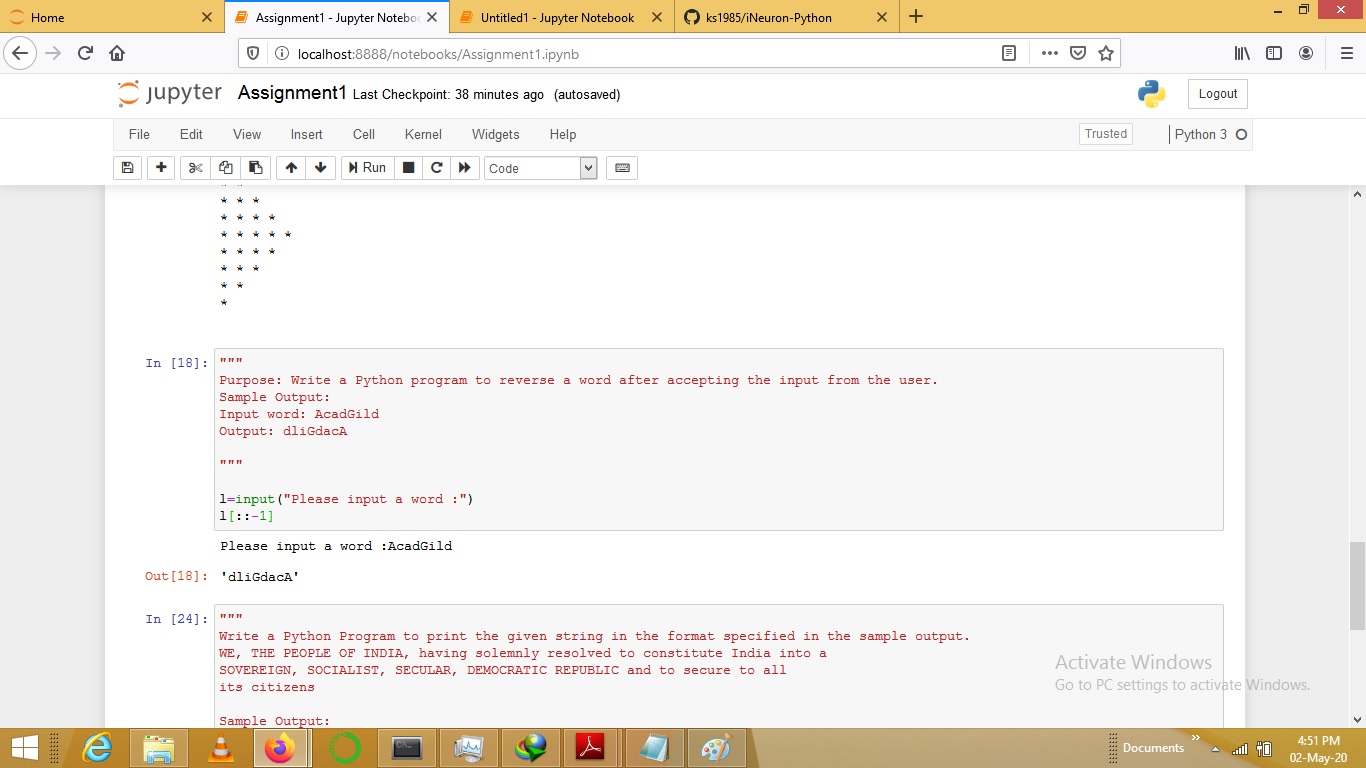 Home
Assignment1 - Jupyter Noteboo
Untitled1 - Jupyter Notebook
ks1985/iNeuron-Python
localhost:8888/notebooks/Assignment1.ipynb
jupyter Assignment1 Last Checkpoint: 38 minutes ago (autosaved)
Logout
File Edit View Insert Cell Kernel Widgets Help
Trusted
Python 3
Run
Code
* * *
* * * *
* * * * *
* * * *
* * *
* *
*
In [18]: """
Purpose: Write a Python program to reverse a word after accepting the input from the user.
Sample Output:
Input word: AcadGild
Output: dliGdacA
"""
l=input("Please input a word :")
l[::-1]
Please input a word :AcadGild
Out[18]: 'dliGdacA'
In [24]: """
Write a Python Program to print the given string in the format specified in the sample output.
WE, THE PEOPLE OF INDIA, having solemnly resolved to constitute India into a
SOVEREIGN, SOCIALIST, SECULAR, DEMOCRATIC REPUBLIC and to secure to all
its citizens
Sample Output:
Activate Windows
Go to PC settings to activate Windows.
Documents
4:51 PM
02-May-20